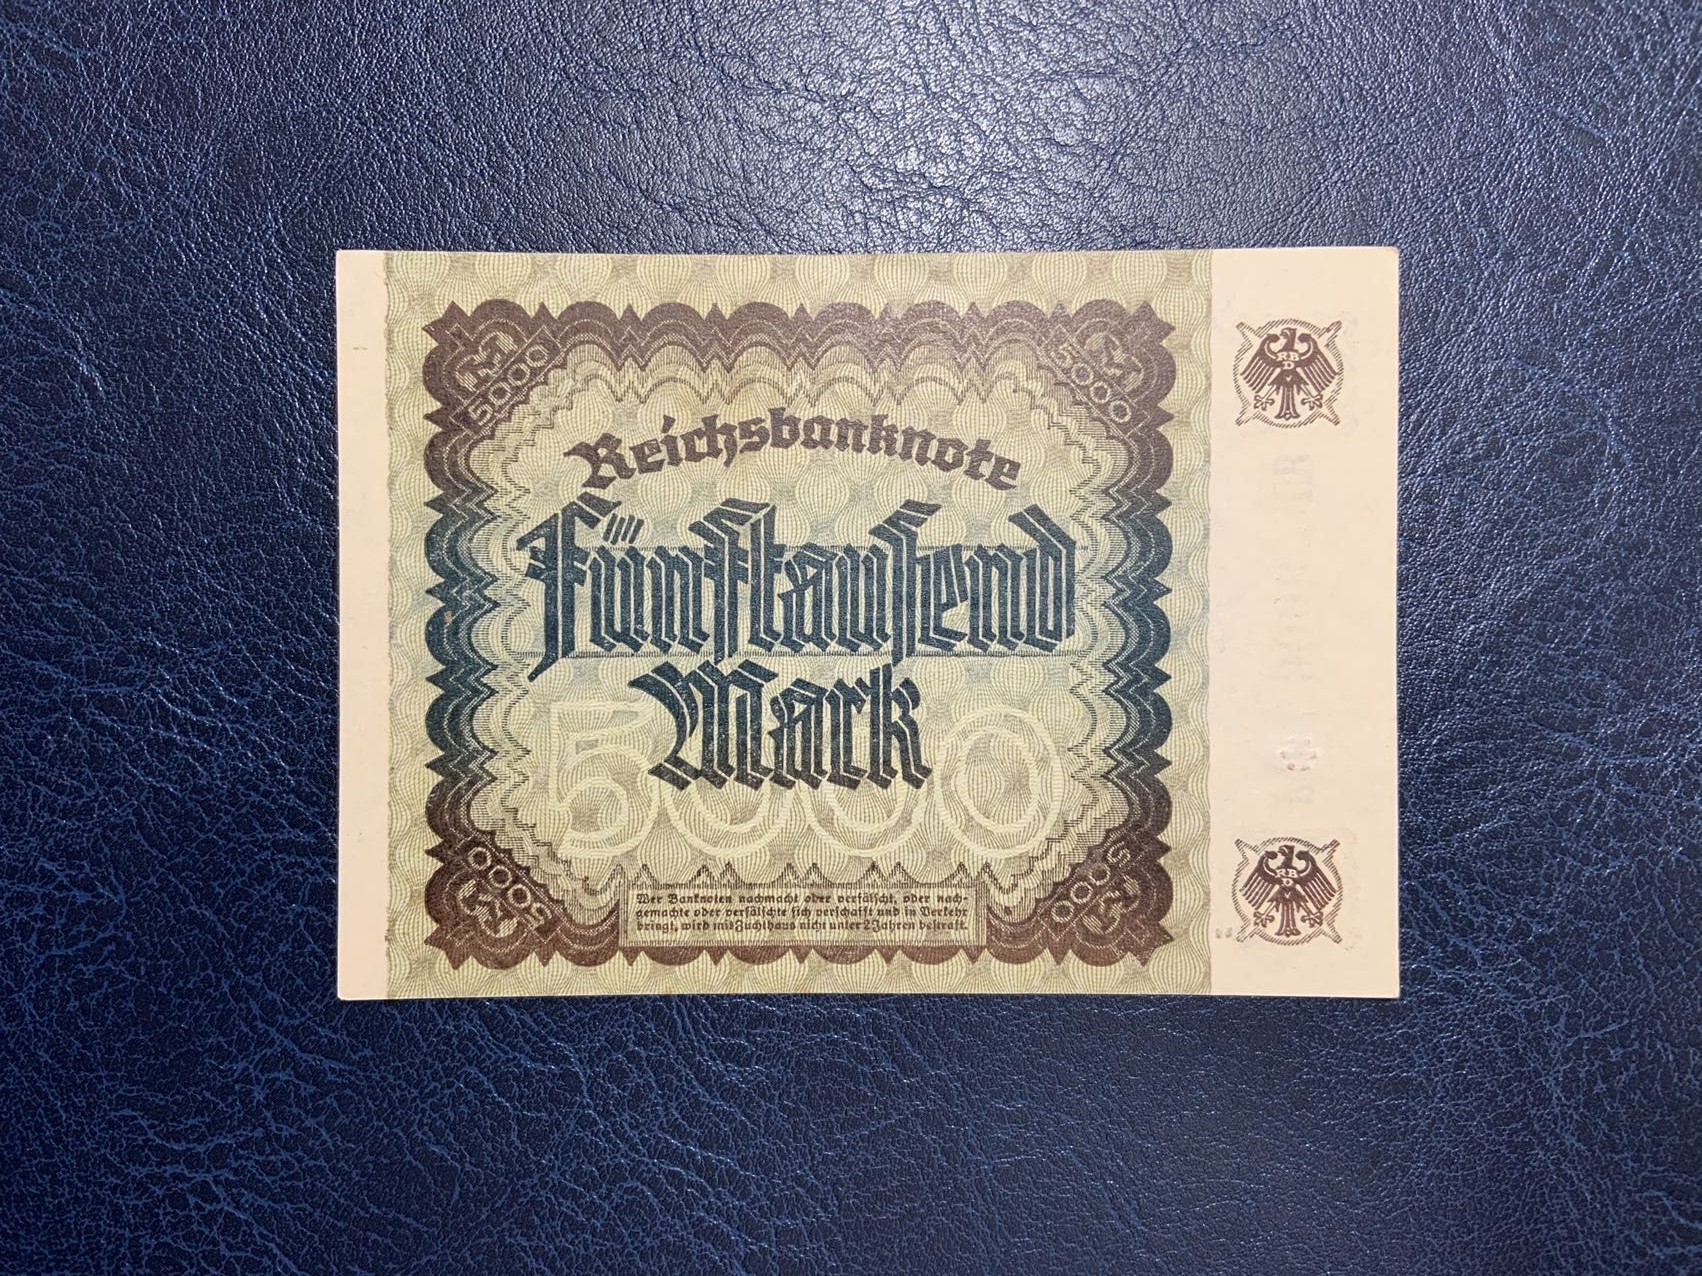 5000 5000
Reichsbanknote
Fünftausend
Mark
5000
5000 5000
Wer Banknoten nachmacht oder verfälscht, oder nach-
gemachte oder verfälschte sich verschafft und in Verkehr
bringt, wird mit Zuchthaus nicht unter 2 Jahren bestraft.
RBD
RBD